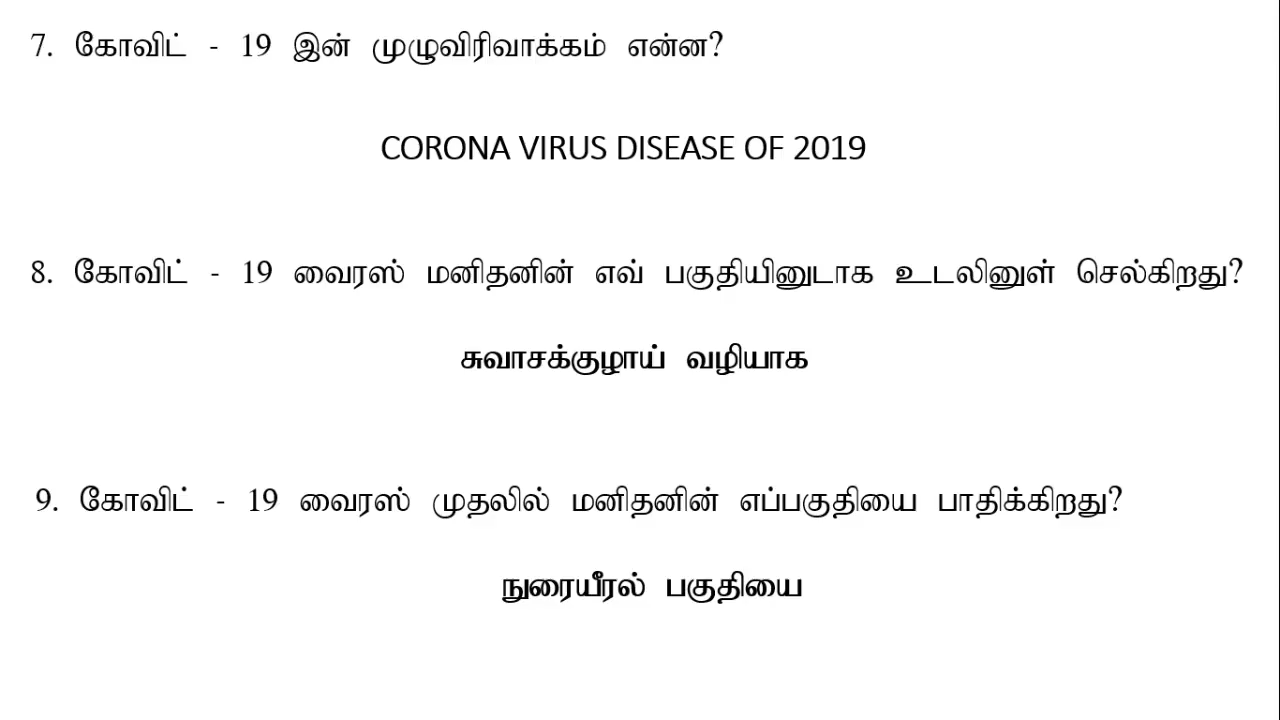 7. கோவிட் - 19 இன் முழுவிரிவாக்கம் என்ன?
CORONA VIRUS DISEASE OF 2019
8. கோவிட் - 19 வைரஸ் மனிதனின் எவ் பகுதியினுடாக உடலினுள் செல்கிறது?
சுவாசக்குழாய் வழியாக
9. கோவிட் - 19 வைரஸ் முதலில் மனிதனின் எப்பகுதியை பாதிக்கிறது?
நுரையீரல் பகுதியை